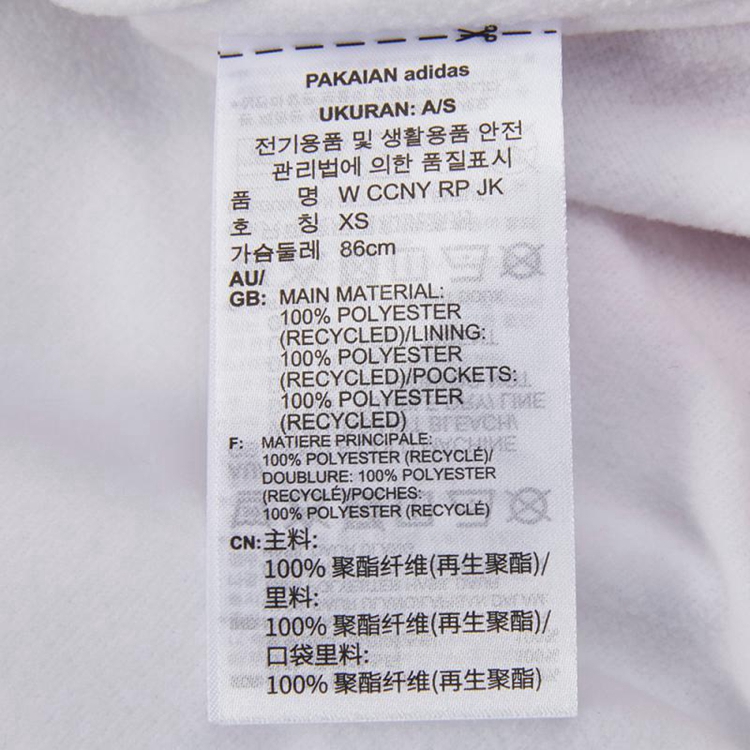 PAKAIAN adidas
UKURAN: A/S
전기용품 및 생활용품 안전
관리법에 의한 품질표시
품 명 W CCNY RP JK
호 칭 XS
가슴둘레 86cm
AU/
GB: MAIN MATERIAL:
100% POLYESTER
(RECYCLED)/LINING:
100% POLYESTER
(RECYCLED)/POCKETS:
100% POLYESTER
(RECYCLED)
F: MATIERE PRINCIPALE:
100% POLYESTER (RECYCLÉ)/
DOUBLURE: 100% POLYESTER
(RECYCLÉ)/POCHES:
100% POLYESTER (RECYCLÉ)
CN: 主料:
100% 聚酯纤维(再生聚酯)/
里料:
100% 聚酯纤维(再生聚酯)/
口袋里料:
100% 聚酯纤维(再生聚酯)